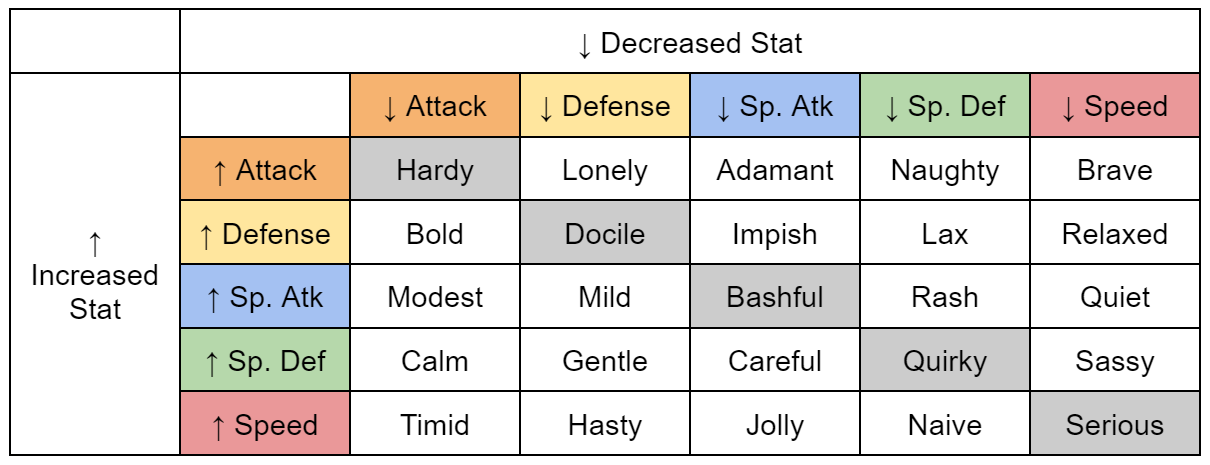 ↓ Decreased Stat
↓ Attack ↓ Defense ↓ Sp. Atk ↓ Sp. Def ↓ Speed
↑ Attack Hardy Lonely Adamant Naughty Brave
↑ Defense Bold Docile Impish Lax Relaxed
↑
Increased
Stat
↑ Sp. Atk Modest Mild Bashful Rash Quiet
↑ Sp. Def Calm Gentle Careful Quirky Sassy
↑ Speed Timid Hasty Jolly Naive Serious